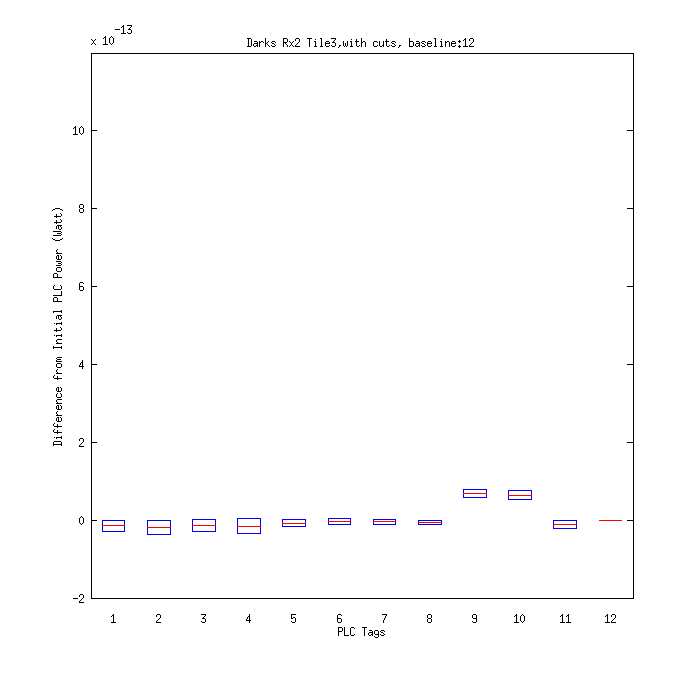 x 10^-13
Darks Rx2 Tile3,with cuts, baseline:12
10
8
6
4
2
0
-2
Difference from Initial PLC Power (Watt)
1 2 3 4 5 6 7 8 9 10 11 12
PLC Tags